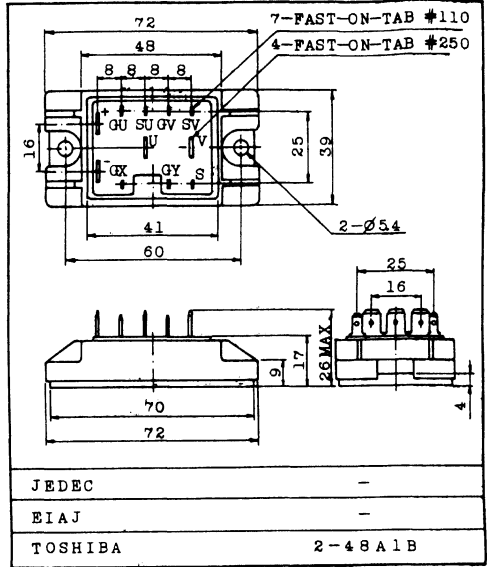 72
7-FAST-ON-TAB #110
48
4-FAST-ON-TAB #250
8 8 8 8
+ GU SU GV SV
U V
16
25
39
- GX GY S
2-Ø5.4
41
60
25
16
26 MAX
17
9
4
70
72
JEDEC —
EIAJ —
TOSHIBA 2-48A1B